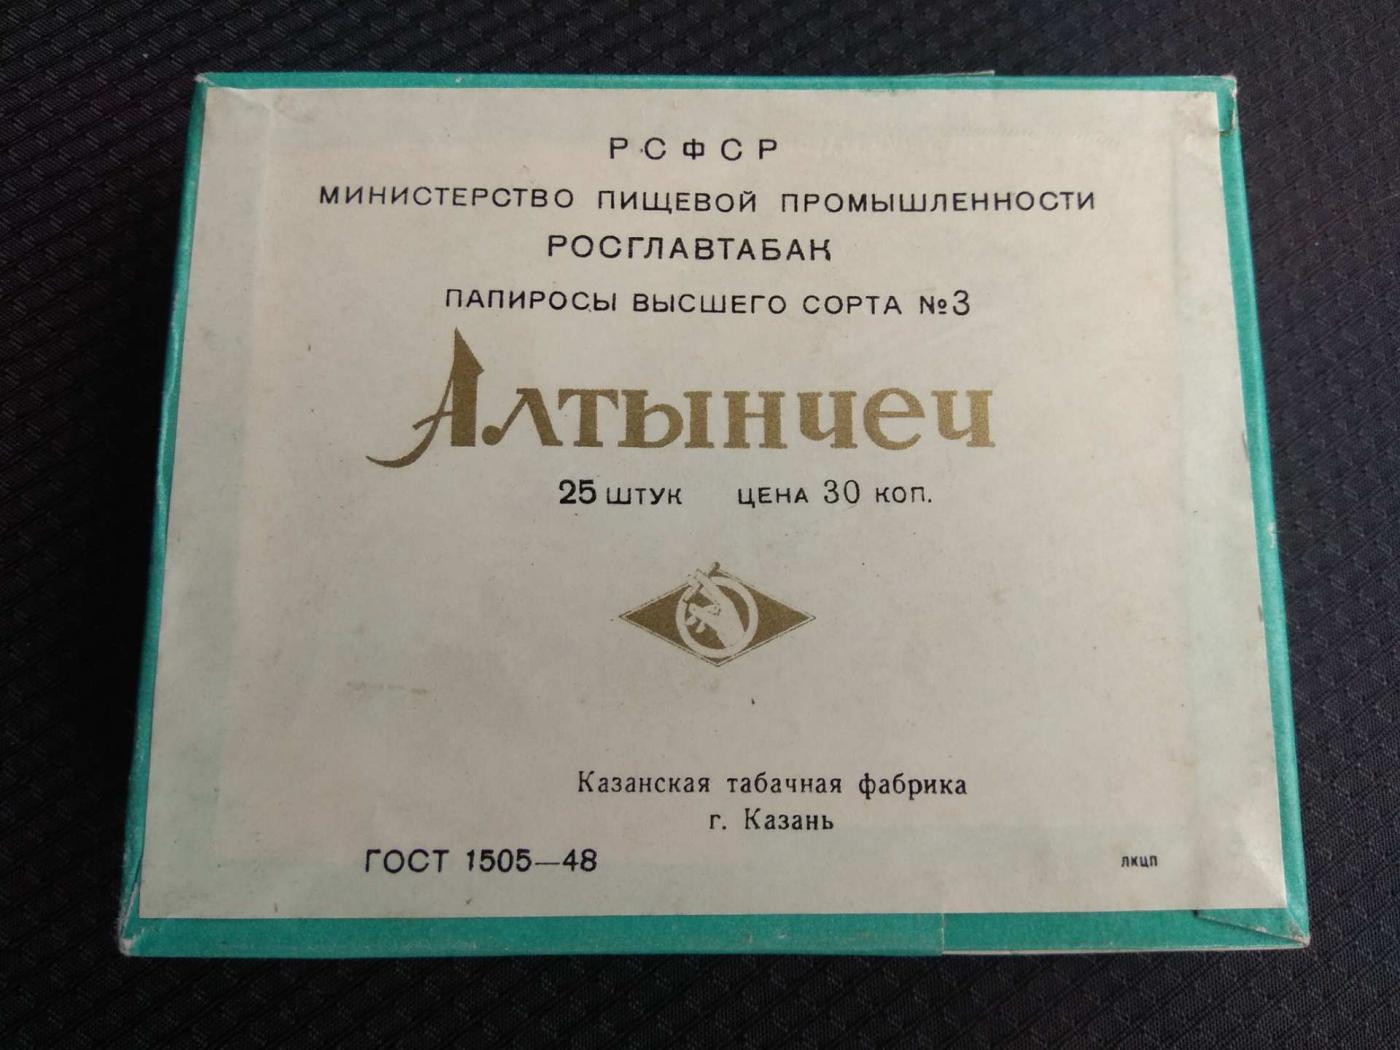 РСФСР
МИНИСТЕРСТВО ПИЩЕВОЙ ПРОМЫШЛЕННОСТИ
РОСГЛАВТАБАК
ПАПИРОСЫ ВЫСШЕГО СОРТА №3
Алтынчеч
25 ШТУК ЦЕНА 30 КОП.
Казанская табачная фабрика
г. Казань
ГОСТ 1505—48
ЛКЦП